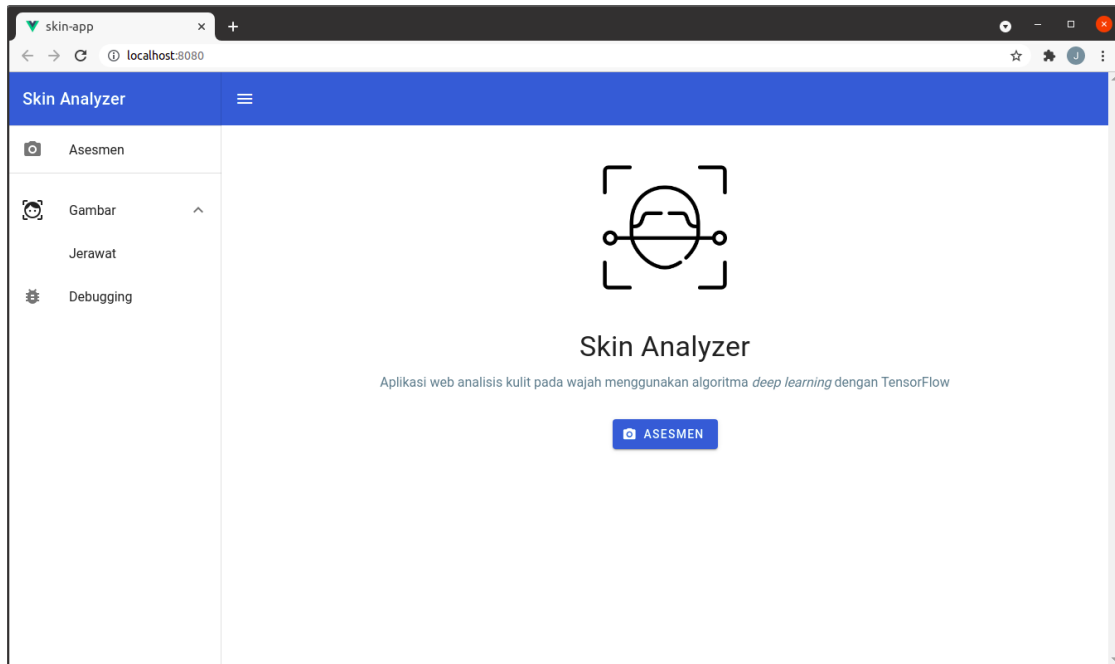 skin-app
localhost:8080
J
Skin Analyzer
Asesmen
Gambar
Jerawat
Debugging
Skin Analyzer
Aplikasi web analisis kulit pada wajah menggunakan algoritma deep learning dengan TensorFlow
ASESMEN